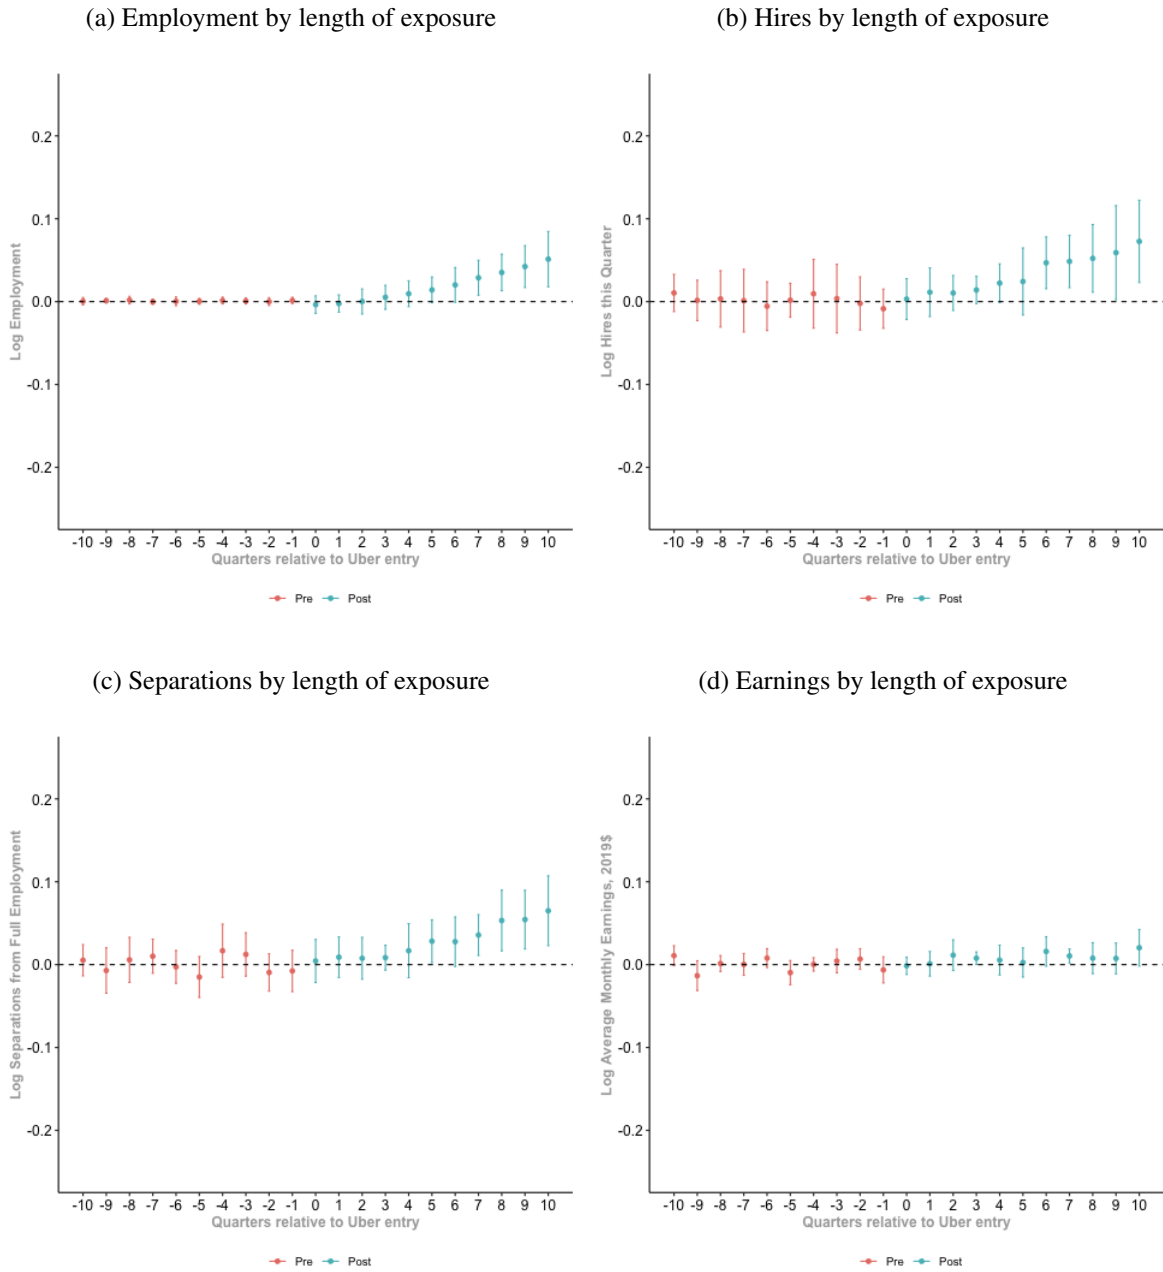 (a) Employment by length of exposure
0.2
0.1
0.0
-0.1
-0.2
Log Employment
-10 -9 -8 -7 -6 -5 -4 -3 -2 -1 0 1 2 3 4 5 6 7 8 9 10
Quarters relative to Uber entry
Pre Post
(b) Hires by length of exposure
0.2
0.1
0.0
-0.1
-0.2
Log Hires this Quarter
-10 -9 -8 -7 -6 -5 -4 -3 -2 -1 0 1 2 3 4 5 6 7 8 9 10
Quarters relative to Uber entry
Pre Post
(c) Separations by length of exposure
0.2
0.1
0.0
-0.1
-0.2
Log Separations from Full Employment
-10 -9 -8 -7 -6 -5 -4 -3 -2 -1 0 1 2 3 4 5 6 7 8 9 10
Quarters relative to Uber entry
Pre Post
(d) Earnings by length of exposure
0.2
0.1
0.0
-0.1
-0.2
Log Average Monthly Earnings, 2019$
-10 -9 -8 -7 -6 -5 -4 -3 -2 -1 0 1 2 3 4 5 6 7 8 9 10
Quarters relative to Uber entry
Pre Post